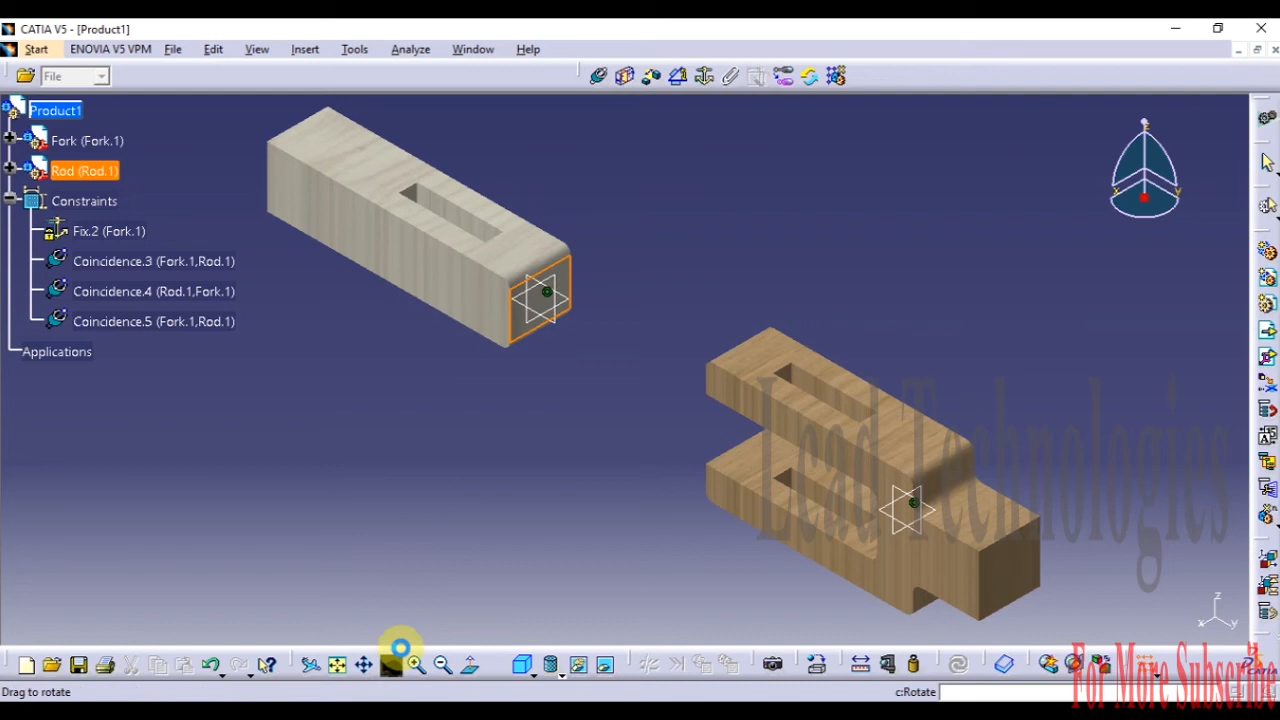 CATIA V5 - [Product1]
Start ENOVIA V5 VPM File Edit View Insert Tools Analyze Window Help
File
Product1
Fork (Fork.1)
Rod (Rod.1)
Constraints
Fix.2 (Fork.1)
Coincidence.3 (Fork.1,Rod.1)
Coincidence.4 (Rod.1,Fork.1)
Coincidence.5 (Fork.1,Rod.1)
Applications
z
x y
Lead Technologies
z
x y
CATIA
For More Subscribe
Drag to rotate
c:Rotate